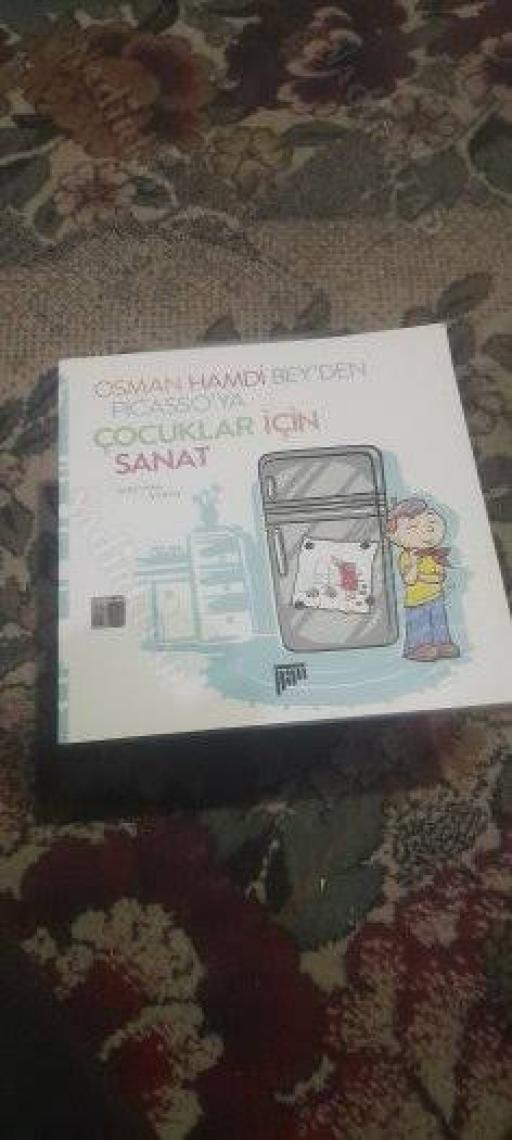 OSMAN HAMDİ BEY'DEN
PICASSO'YA
ÇOCUKLAR İÇİN
SANAT